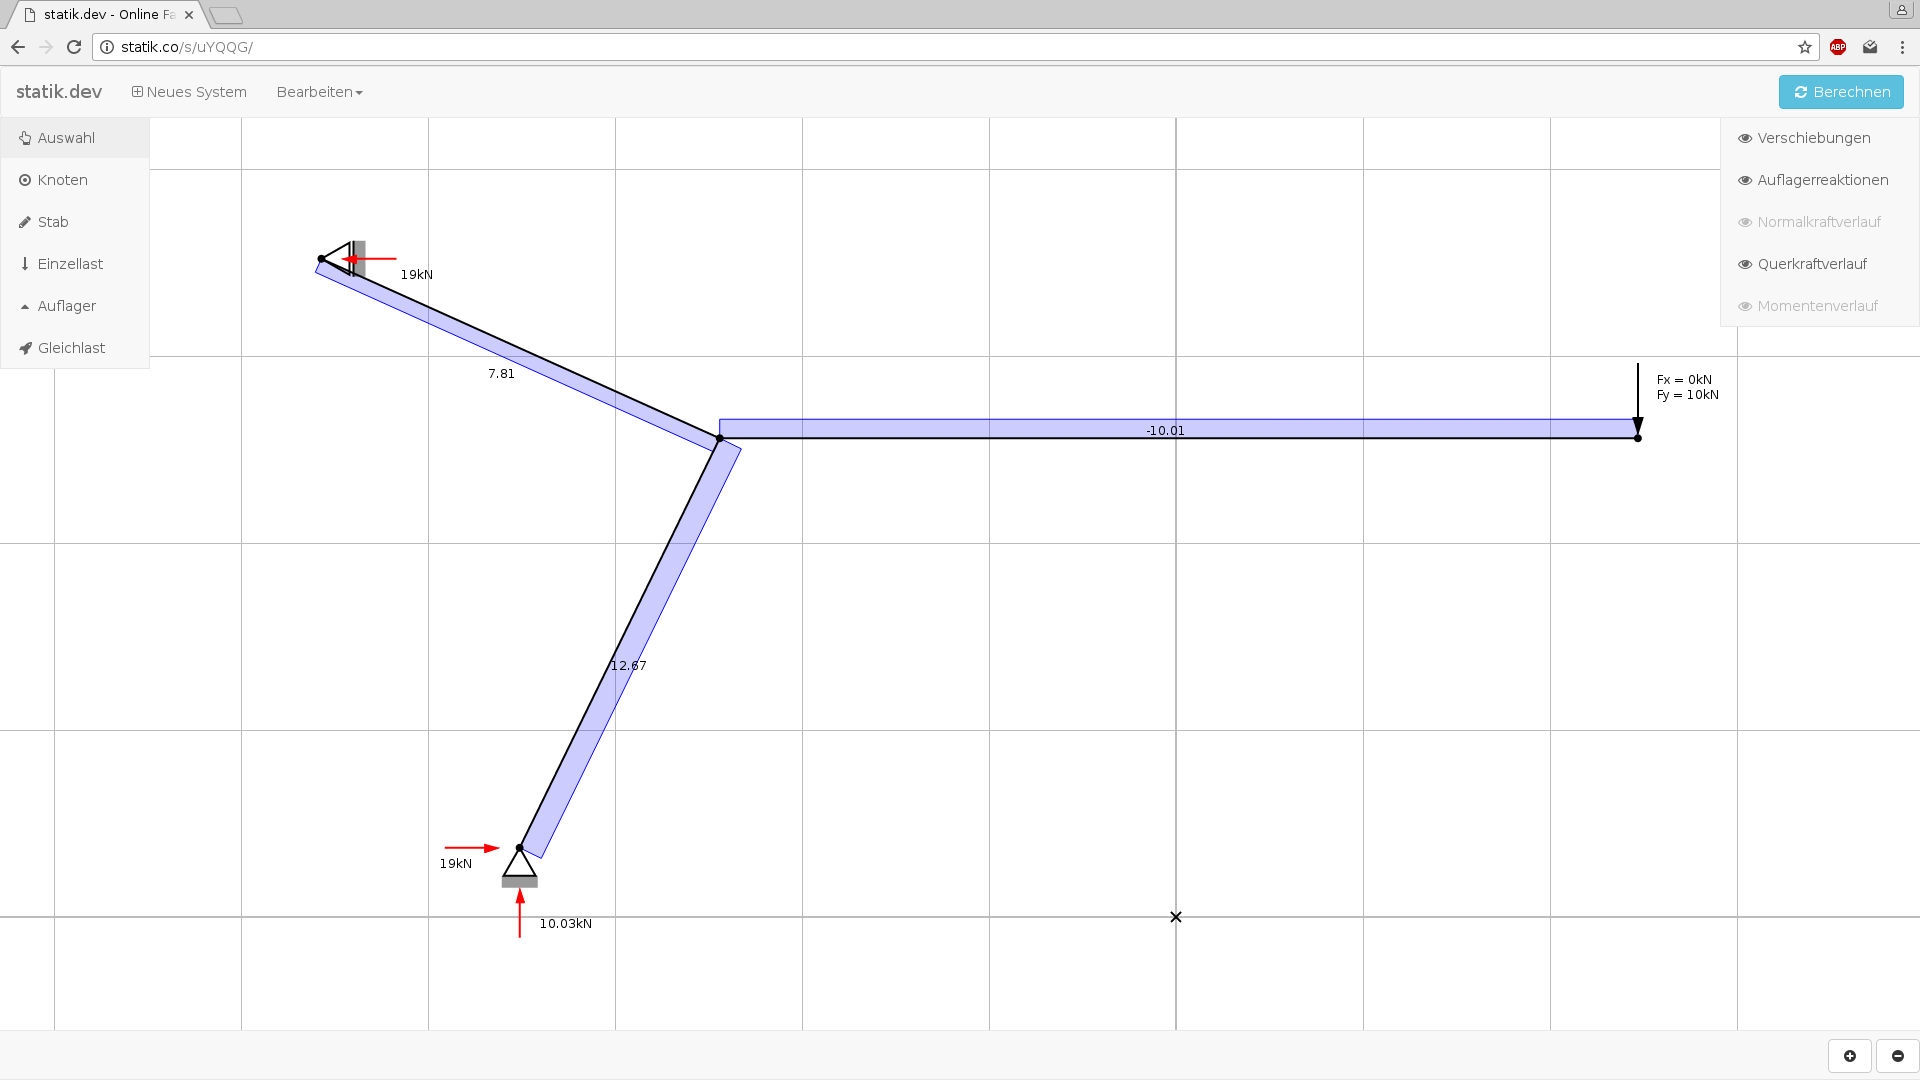 statik.dev - Online Fa
statik.co/s/uYQQG/
ABP
statik.dev
Neues System
Bearbeiten
Berechnen
Auswahl
Knoten
Stab
Einzellast
Auflager
Gleichlast
Verschiebungen
Auflagerreaktionen
Normalkraftverlauf
Querkraftverlauf
Momentenverlauf
19kN
7.81
Fx = 0kN
Fy = 10kN
-10.01
12.67
19kN
10.03kN